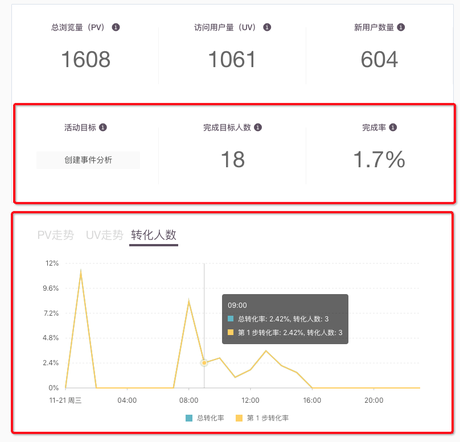 总浏览量（PV） 访问用户量（UV） 新用户数量
1608 1061 604
活动目标 完成目标人数 完成率
创建事件分析 18 1.7%
PV走势 UV走势 转化人数
12%
9.6%
7.2%
4.8%
2.4%
0%
09:00
总转化率: 2.42%, 转化人数: 3
第 1 步转化率: 2.42%, 转化人数: 3
11-21 周三 04:00 08:00 12:00 16:00 20:00
总转化率 第 1 步转化率